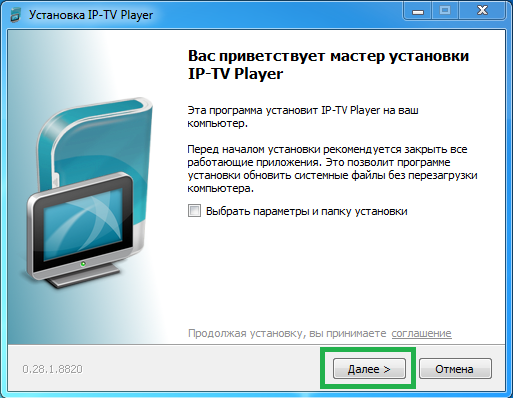 Установка IP-TV Player
Вас приветствует мастер установки
IP-TV Player
Эта программа установит IP-TV Player на ваш
компьютер.
Перед началом установки рекомендуется закрыть все
работающие приложения. Это позволит программе
установки обновить системные файлы без перезагрузки
компьютера.
Выбрать параметры и папку установки
Продолжая установку, вы принимаете соглашение
0.28.1.8820
Далее >
Отмена